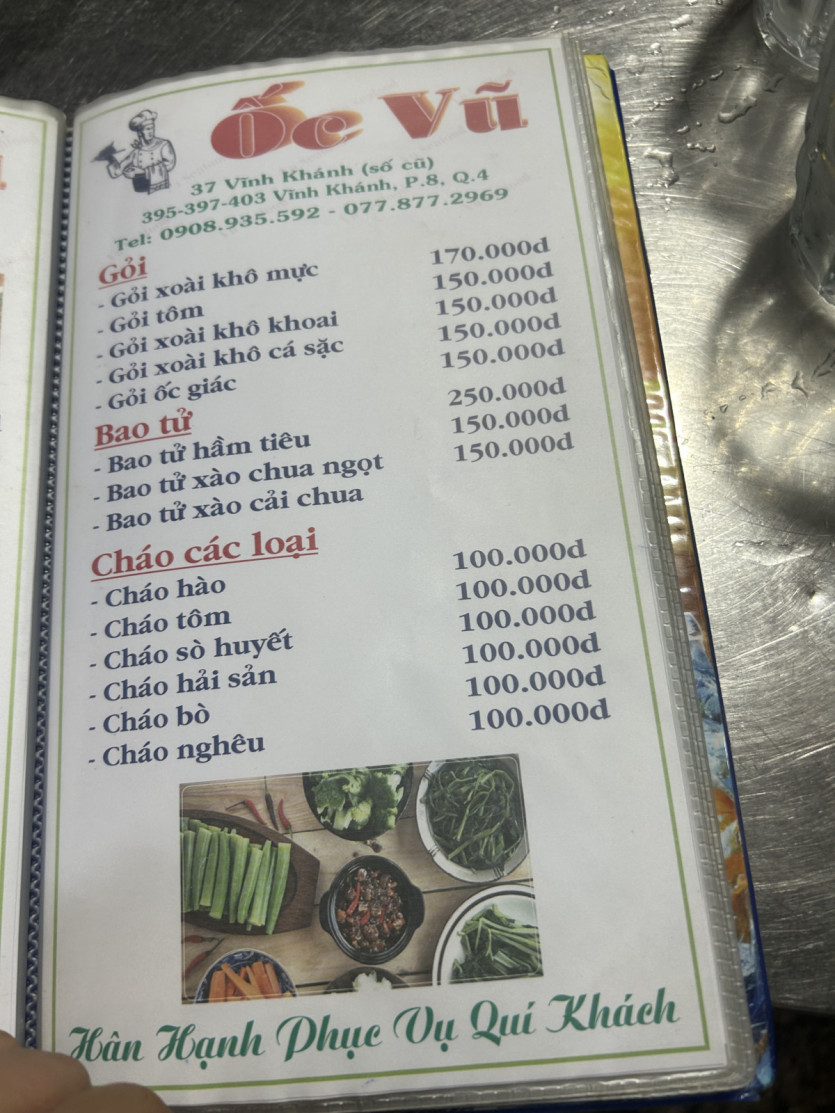 Ốc Vũ
37 Vĩnh Khánh (số cũ)
395-397-403 Vĩnh Khánh, P.8, Q.4
Tel: 0908.935.592 - 077.877.2969
Gỏi
- Gỏi xoài khô mực 170.000đ
- Gỏi tôm 150.000đ
- Gỏi xoài khô khoai 150.000đ
- Gỏi xoài khô cá sặc 150.000đ
- Gỏi ốc giác 150.000đ
Bao tử
- Bao tử hầm tiêu 250.000đ
- Bao tử xào chua ngọt 150.000đ
- Bao tử xào cải chua 150.000đ
Cháo các loại
- Cháo hào 100.000đ
- Cháo tôm 100.000đ
- Cháo sò huyết 100.000đ
- Cháo hải sản 100.000đ
- Cháo bò 100.000đ
- Cháo nghêu 100.000đ
Hân Hạnh Phục Vụ Quí Khách